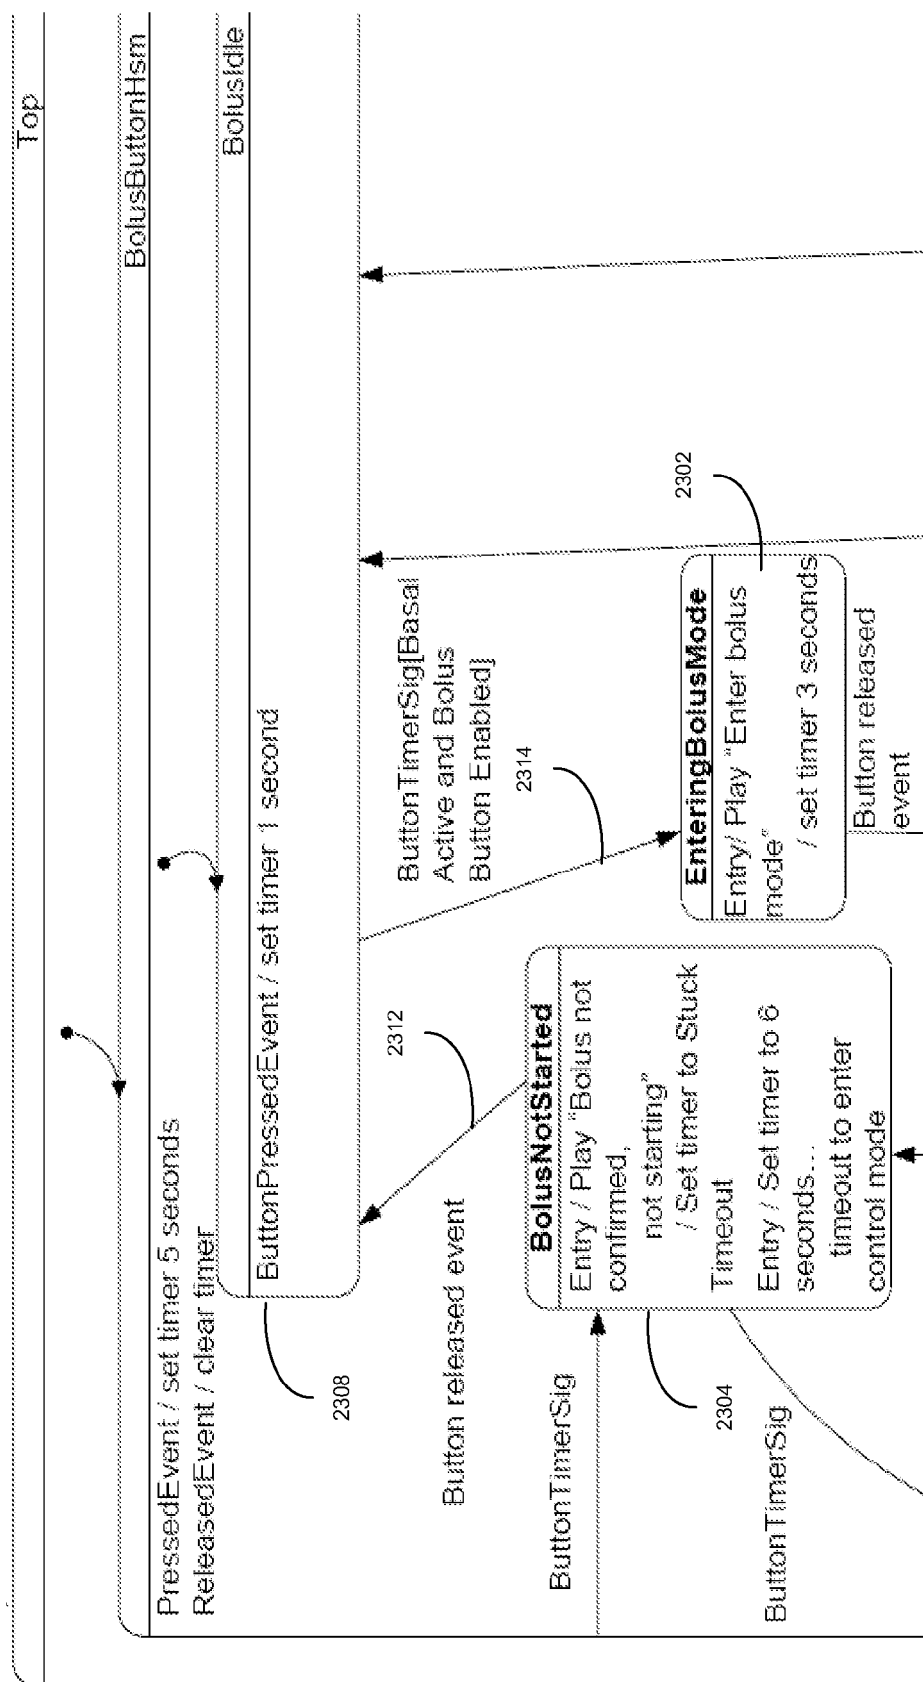 Top
BolusButtonHsm
PressedEvent / set timer 5 seconds
ReleasedEvent / clear timer
BolusIdle
ButtonPressedEvent / set timer 1 second
2308
Button released event
2312
ButtonTimerSig[Basal
Active and Bolus
Button Enabled]
2314
ButtonTimerSig
BolusNotStarted
Entry / Play "Bolus not
confirmed,
not starting"
/ Set timer to Stuck
Timeout
Entry / Set timer to 6
seconds...
timeout to enter
control mode
2304
ButtonTimerSig
EnteringBolusMode
Entry/ Play "Enter bolus
mode"
/ set timer 3 seconds
2302
Button released
event